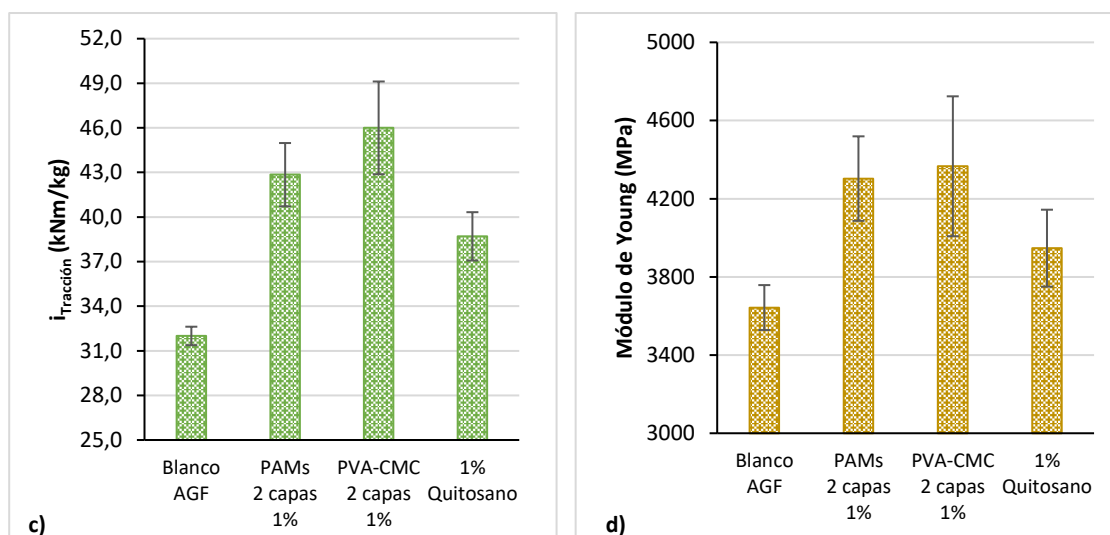 52,0
49,0
46,0
43,0
40,0
37,0
34,0
31,0
28,0
25,0
iTracción (kNm/kg)
Blanco
AGF
PAMs
2 capas
1%
PVA-CMC
2 capas
1%
1%
Quitosano
c)
5000
4600
4200
3800
3400
3000
Módulo de Young (MPa)
Blanco
AGF
PAMs
2 capas
1%
PVA-CMC
2 capas
1%
1%
Quitosano
d)